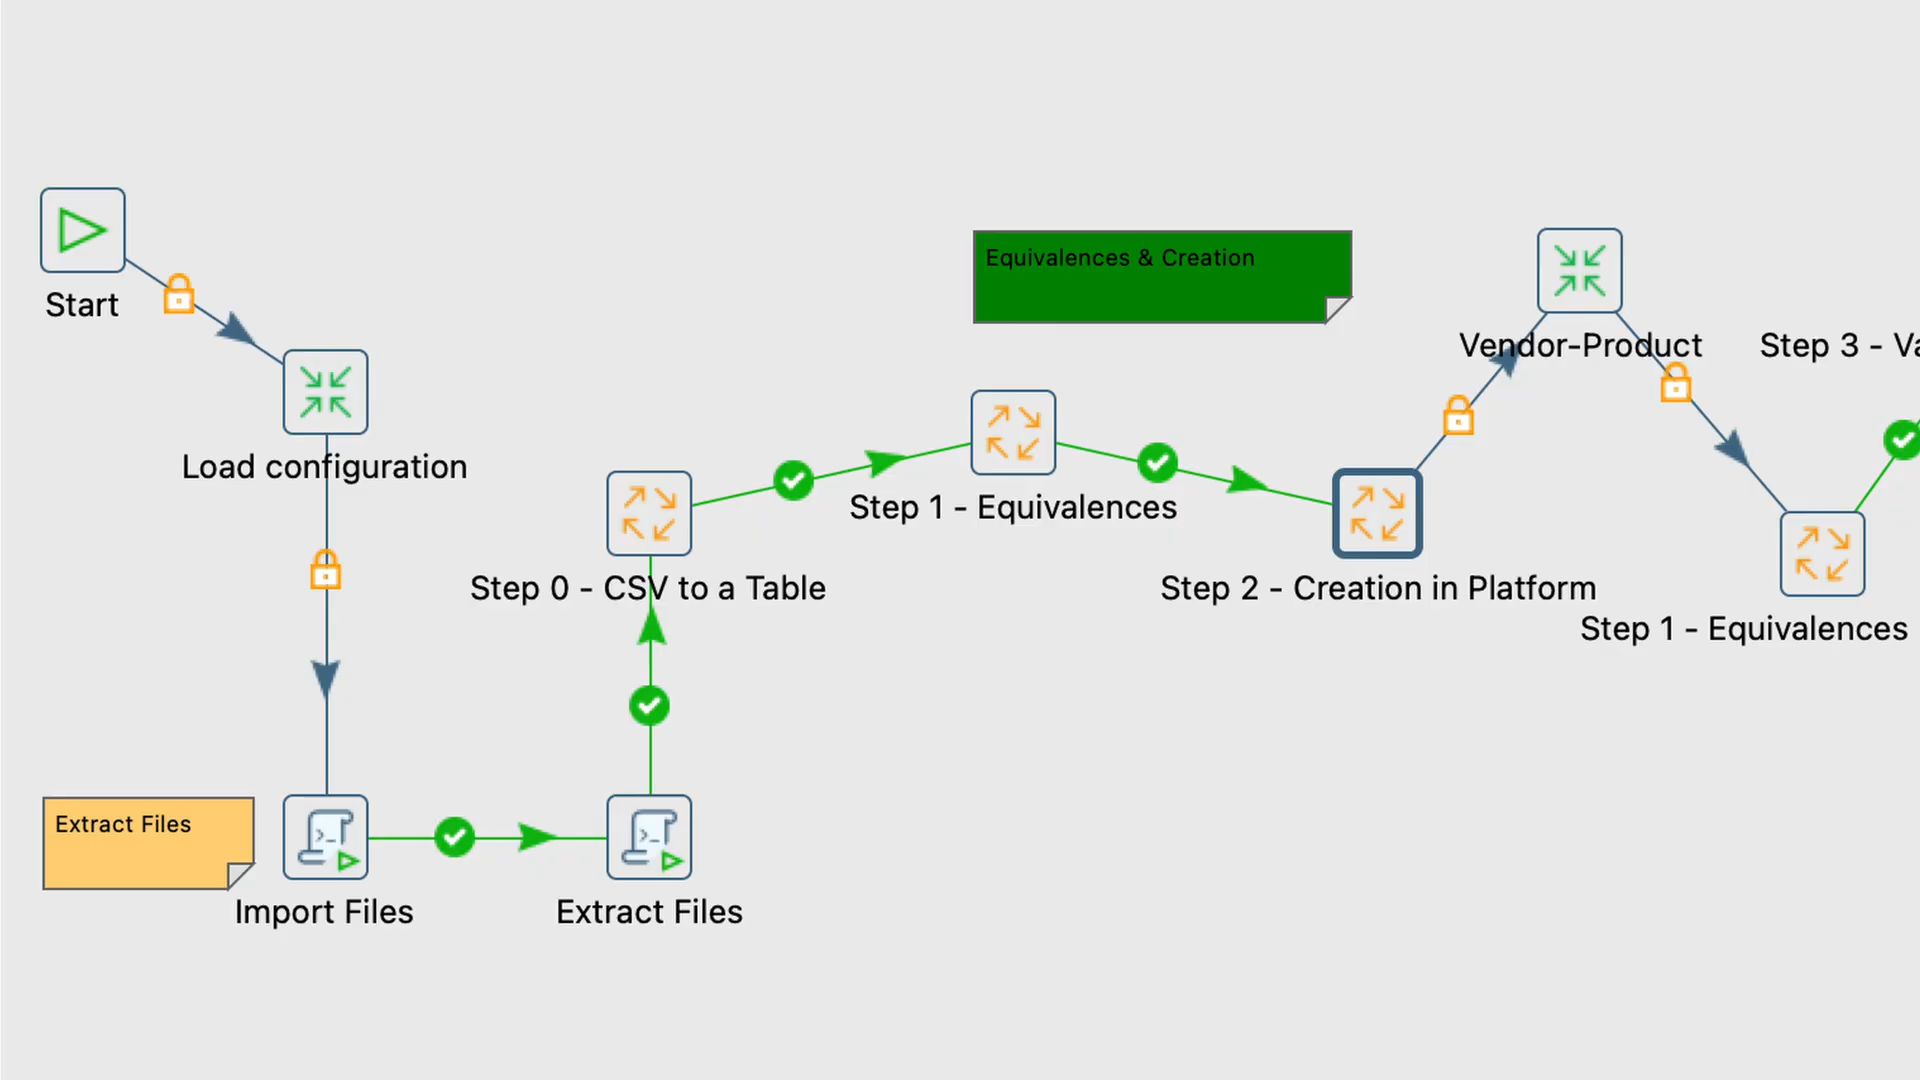 Start
Load configuration
Extract Files
Import Files
Extract Files
Step 0 - CSV to a Table
Equivalences & Creation
Step 1 - Equivalences
Step 2 - Creation in Platform
Vendor-Product
Step 1 - Equivalences
Step 3 -